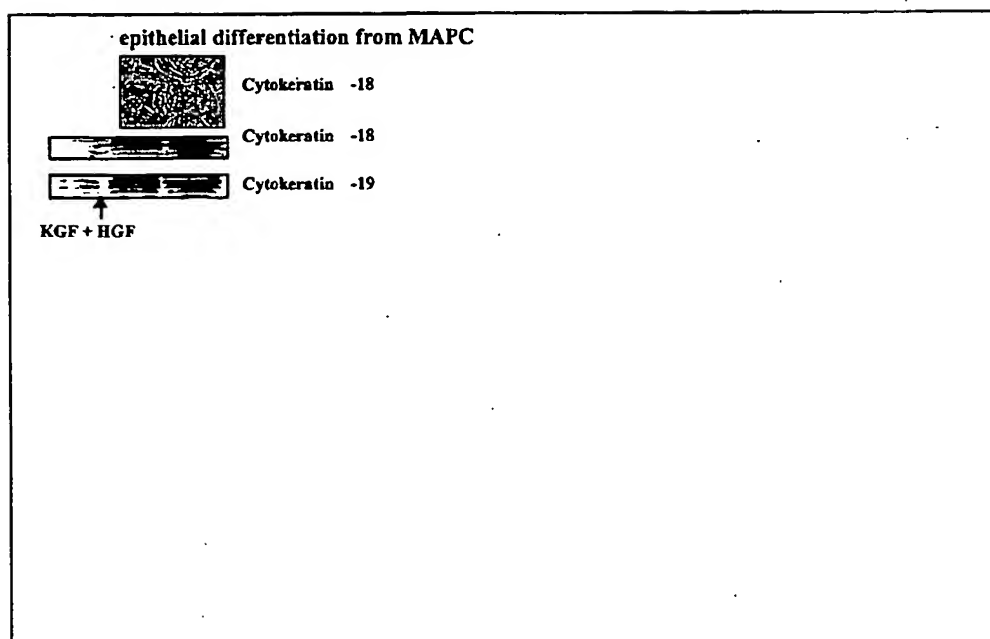 epithelial differentiation from MAPC
Cytokeratin -18
Cytokeratin -18
Cytokeratin -19
KGF + HGF